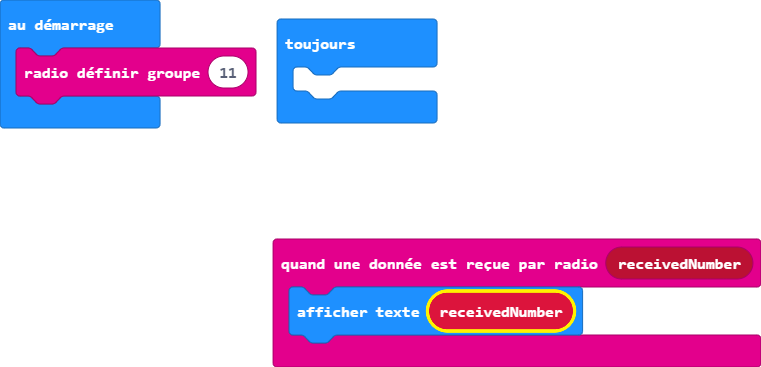 au démarrage
radio définir groupe 11
toujours
quand une donnée est reçue par radio receivedNumber
afficher texte receivedNumber